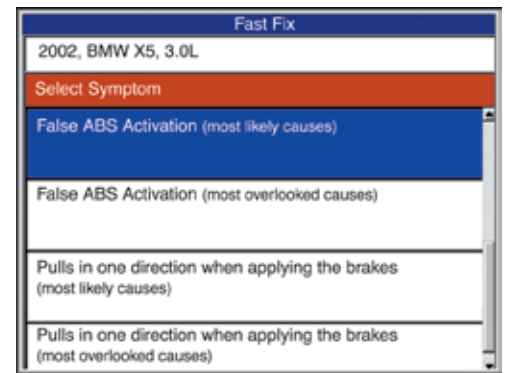 Fast Fix
2002, BMW X5, 3.0L
Select Symptom
False ABS Activation (most likely causes)
False ABS Activation (most overlooked causes)
Pulls in one direction when applying the brakes
(most likely causes)
Pulls in one direction when applying the brakes
(most overlooked causes)